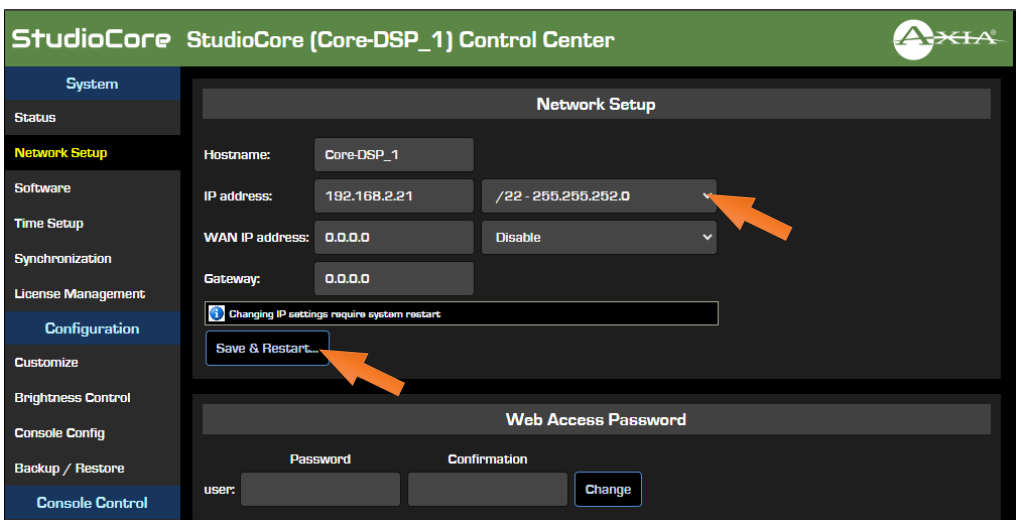 StudioCore StudioCore (Core-DSP_1) Control Center AXIA®
System
Status
Network Setup
Software
Time Setup
Synchronization
License Management
Configuration
Customize
Brightness Control
Console Config
Backup / Restore
Console Control
Network Setup
Hostname: Core-DSP_1
IP address: 192.168.2.21 /22 - 255.255.252.0
WAN IP address: 0.0.0.0 Disable
Gateway: 0.0.0.0
Changing IP settings require system restart
Save & Restart...
Web Access Password
Password Confirmation
user: Change